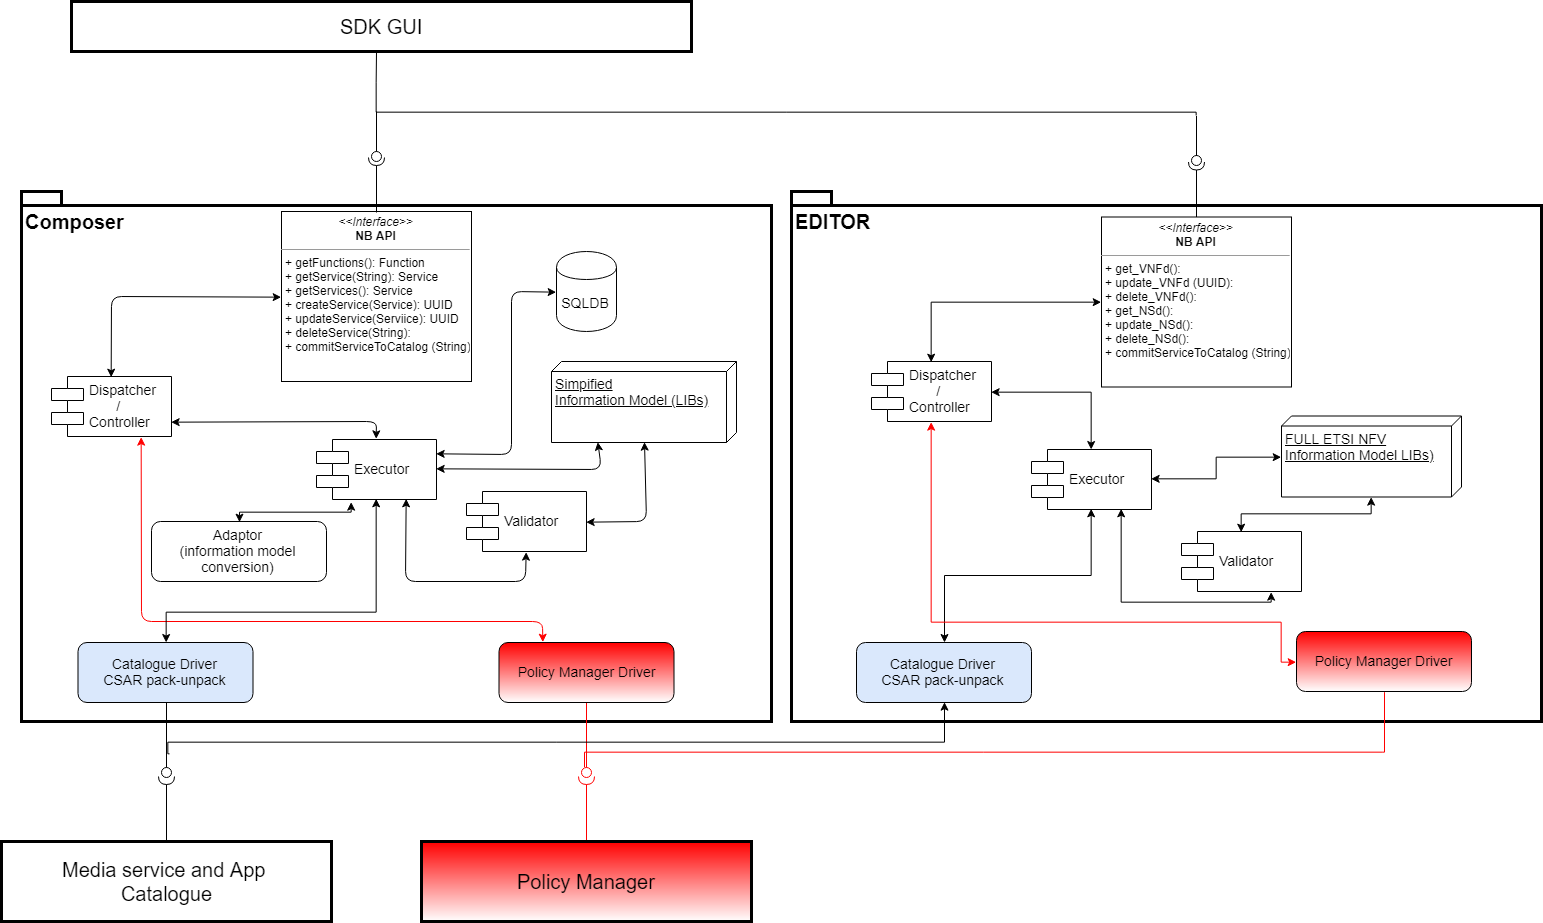 SDK GUI
Composer
<<Interface>>
NB API
+ getFunctions(): Function
+ getService(String): Service
+ getServices(): Service
+ createService(Service): UUID
+ updateService(Serviice): UUID
+ deleteService(String):
+ commitServiceToCatalog (String)
SQLDB
Dispatcher
/
Controller
Simpified
Information Model (LIBs)
Executor
Validator
Adaptor
(information model
conversion)
Catalogue Driver
CSAR pack-unpack
Policy Manager Driver
EDITOR
<<Interface>>
NB API
+ get_VNFd():
+ update_VNFd (UUID):
+ delete_VNFd():
+ get_NSd():
+ update_NSd():
+ delete_NSd():
+ commitServiceToCatalog (String)
Dispatcher
/
Controller
FULL ETSI NFV
Information Model LIBs)
Executor
Validator
Catalogue Driver
CSAR pack-unpack
Policy Manager Driver
Media service and App
Catalogue
Policy Manager